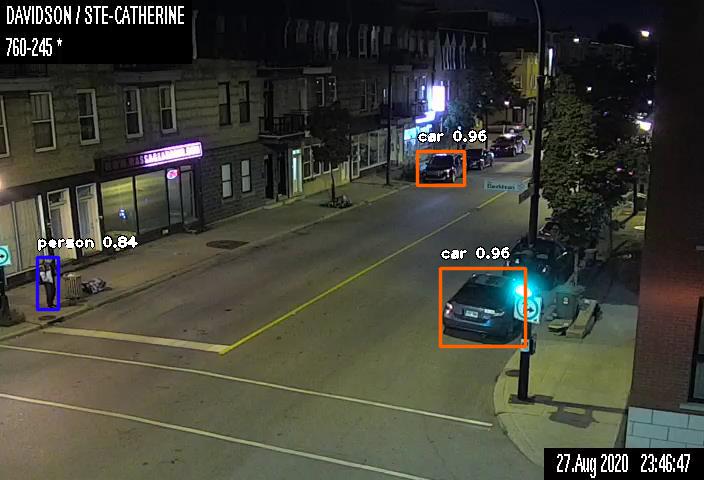 DAVIDSON / STE-CATHERINE
760-245 *
car 0.96
person 0.84
car 0.96
Davidson
27.Aug 2020 23:46:47